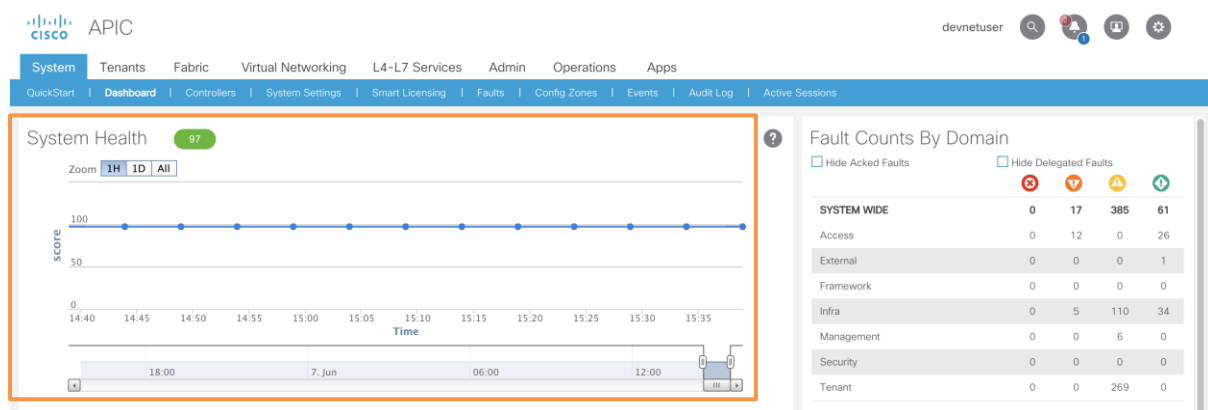 CISCO
APIC
devnetuser
1
System Tenants Fabric Virtual Networking L4-L7 Services Admin Operations Apps
QuickStart | Dashboard | Controllers | System Settings | Smart Licensing | Faults | Config Zones | Events | Audit Log | Active Sessions
System Health 97
Zoom 1H 1D All
100
50
0
score
14:40 14:45 14:50 14:55 15:00 15:05 15:10 15:15 15:20 15:25 15:30 15:35
Time
18:00 7. Jun 06:00 12:00
?
Fault Counts By Domain
Hide Acked Faults Hide Delegated Faults
SYSTEM WIDE 0 17 385 61
Access 0 12 0 26
External 0 0 0 1
Framework 0 0 0 0
Infra 0 5 110 34
Management 0 0 6 0
Security 0 0 0 0
Tenant 0 0 269 0